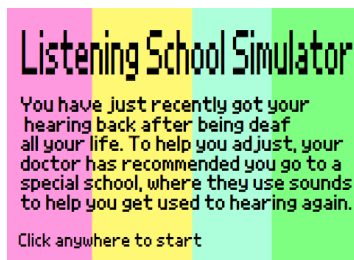 Listening School Simulator
You have just recently got your
hearing back after being deaf
all your life. To help you adjust, your
doctor has recommended you go to a
special school, where they use sounds
to help you get used to hearing again.
Click anywhere to start